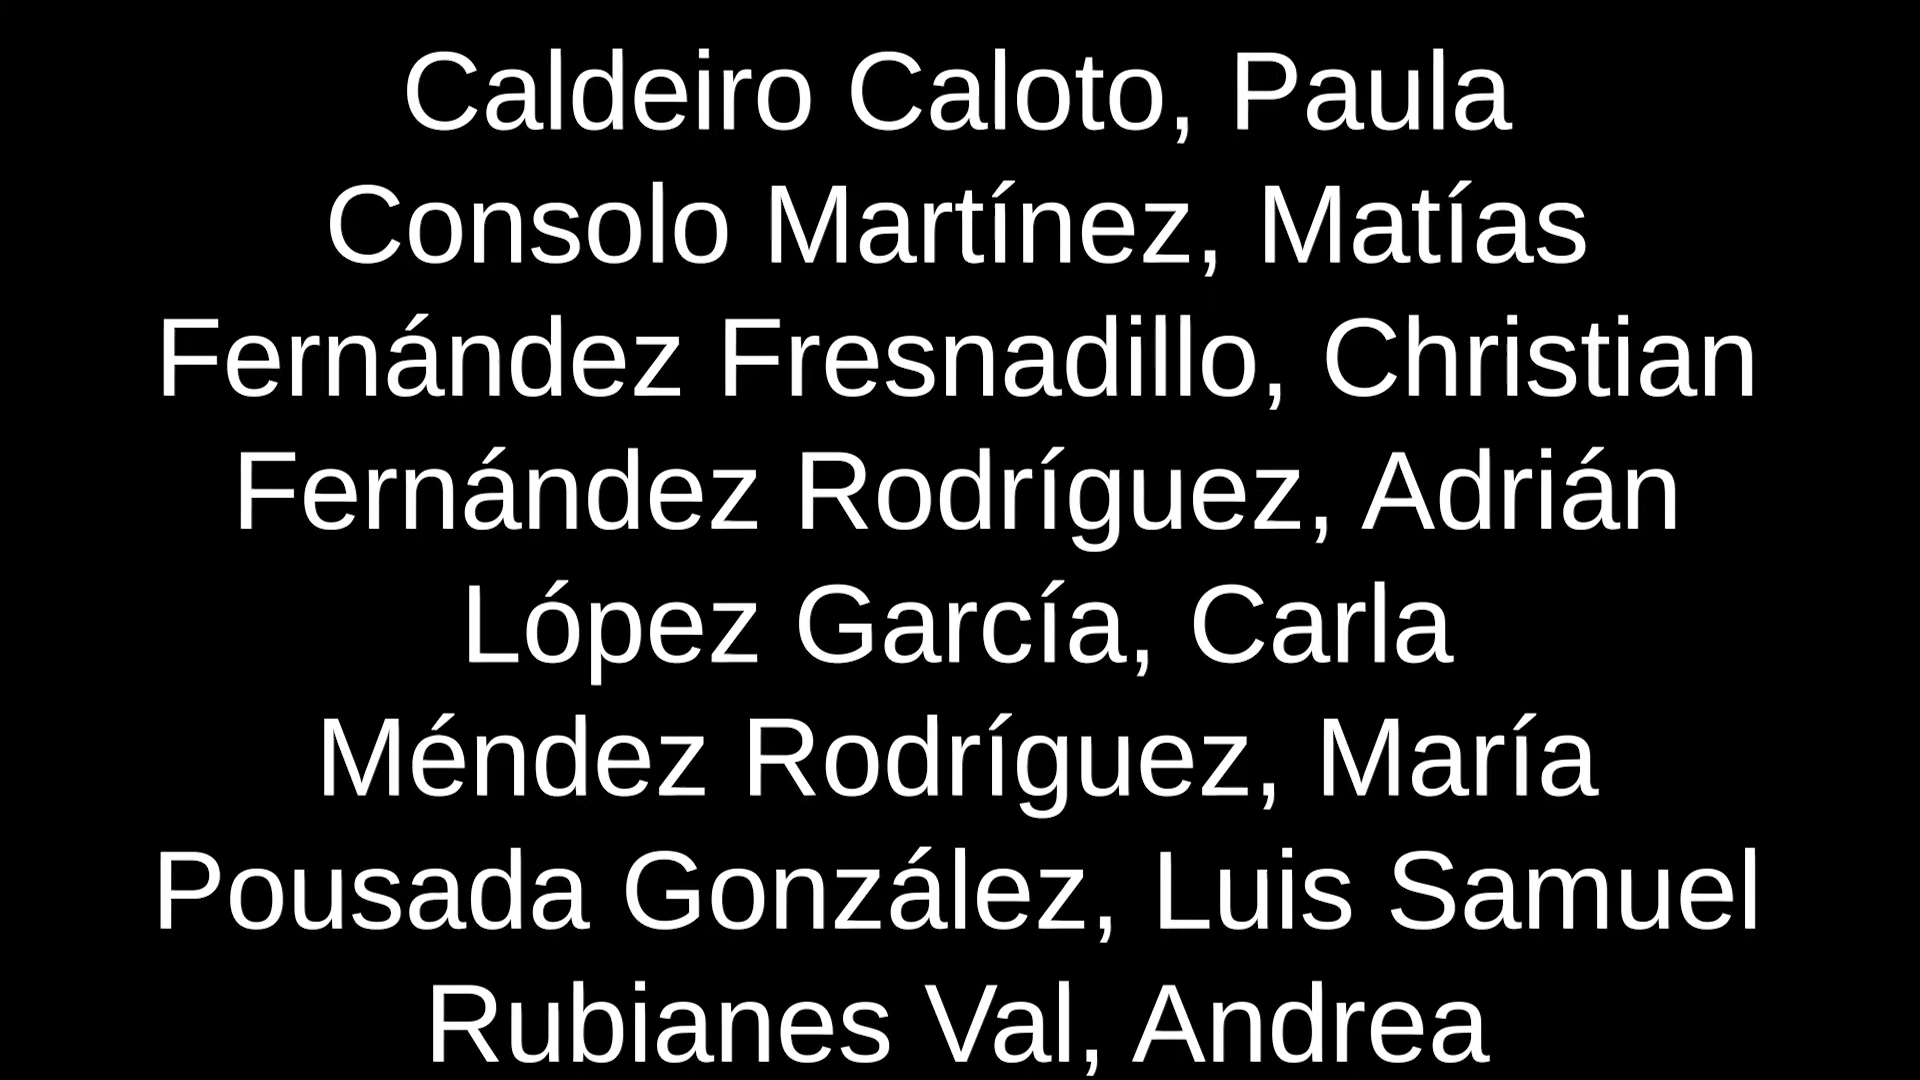 Caldeiro Caloto, Paula
Consolo Martínez, Matías
Fernández Fresnadillo, Christian
Fernández Rodríguez, Adrián
López García, Carla
Méndez Rodríguez, María
Pousada González, Luis Samuel
Rubianes Val, Andrea